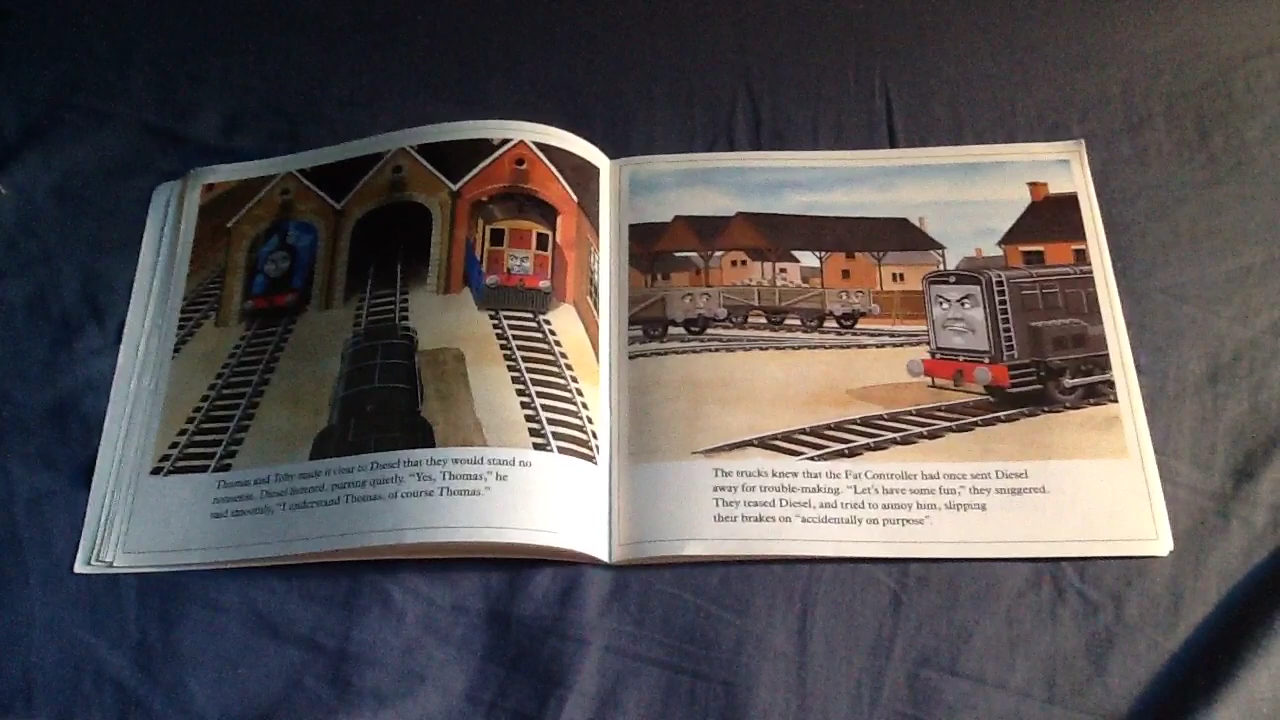 Thomas and Toby made it clear to Diesel that they would stand no
nonsense. Diesel listened, purring quietly. "Yes, Thomas," he
said smoothly, "I understand Thomas, of course Thomas."
The trucks knew that the Fat Controller had once sent Diesel
away for trouble-making. "Let's have some fun," they sniggered.
They teased Diesel, and tried to annoy him, slipping
their brakes on "accidentally on purpose".